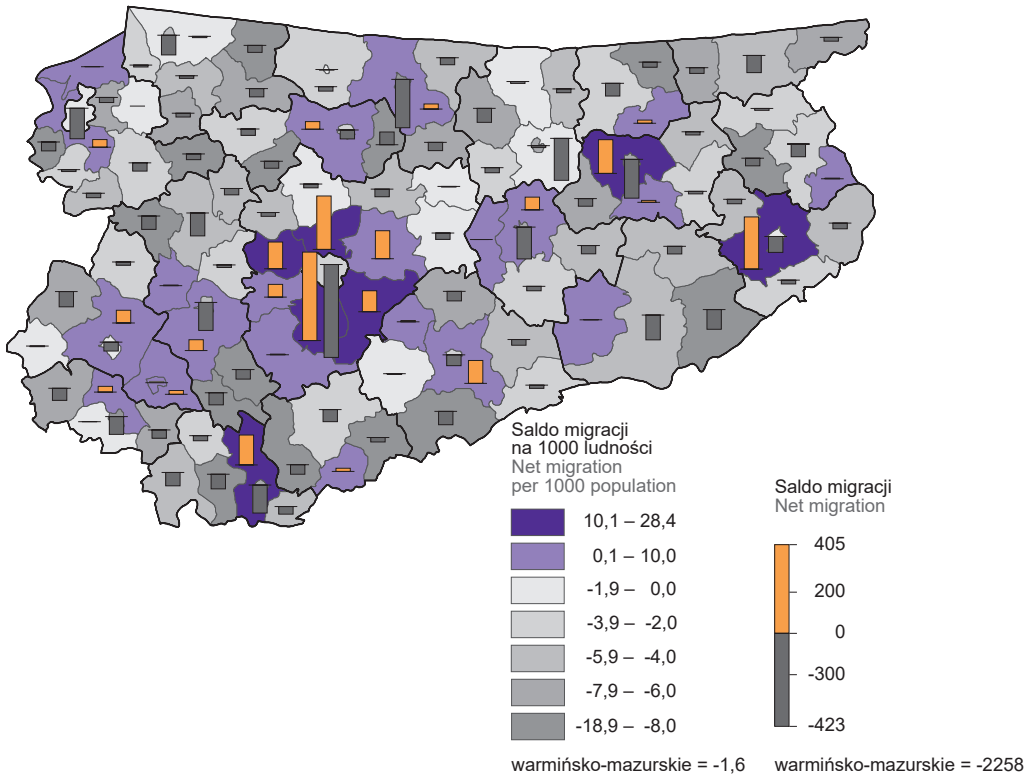 Saldo migracji
na 1000 ludności
Net migration
per 1000 population
10,1 – 28,4
0,1 – 10,0
-1,9 – 0,0
-3,9 – -2,0
-5,9 – -4,0
-7,9 – -6,0
-18,9 – -8,0
warmińsko-mazurskie = -1,6
Saldo migracji
Net migration
405
200
0
-300
-423
warmińsko-mazurskie = -2258